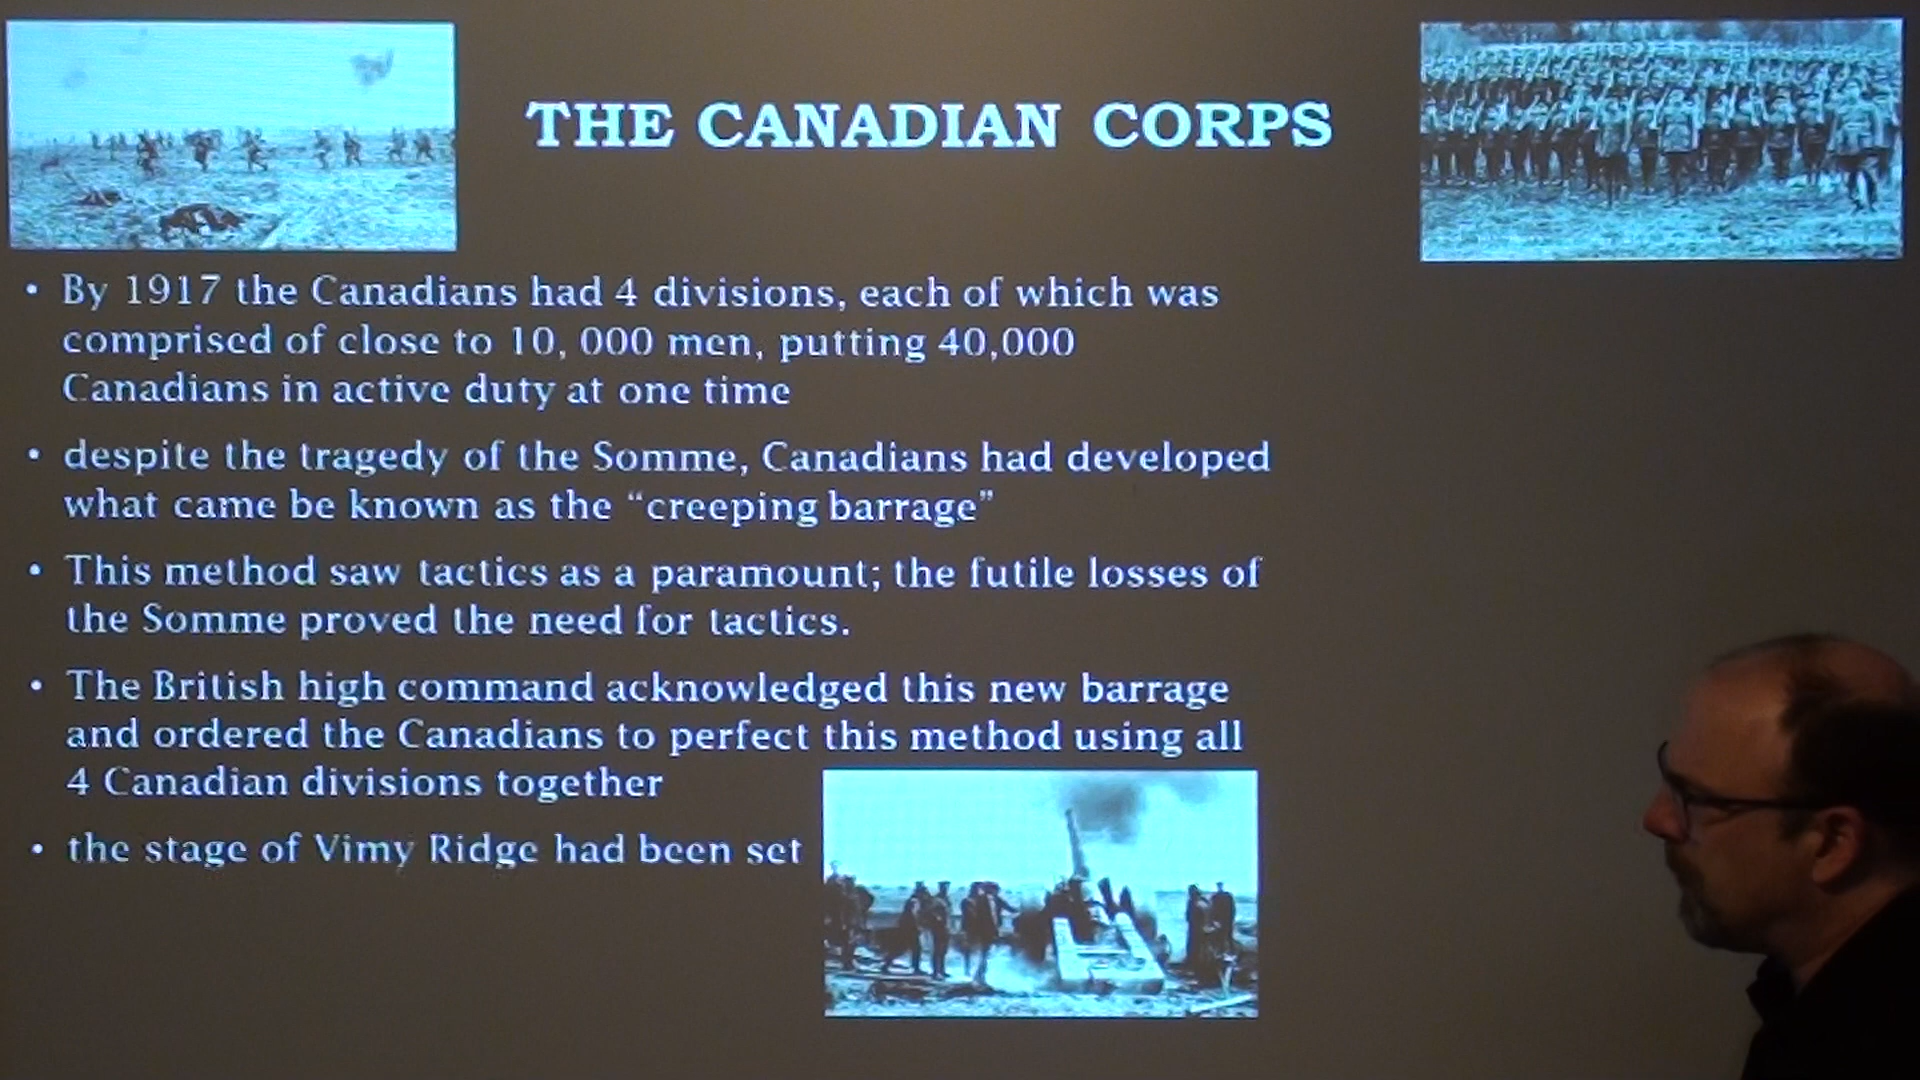 THE CANADIAN CORPS
• By 1917 the Canadians had 4 divisions, each of which was
comprised of close to 10, 000 men, putting 40,000
Canadians in active duty at one time
• despite the tragedy of the Somme, Canadians had developed
what came be known as the “creeping barrage”
• This method saw tactics as a paramount; the futile losses of
the Somme proved the need for tactics.
• The British high command acknowledged this new barrage
and ordered the Canadians to perfect this method using all
4 Canadian divisions together
• the stage of Vimy Ridge had been set